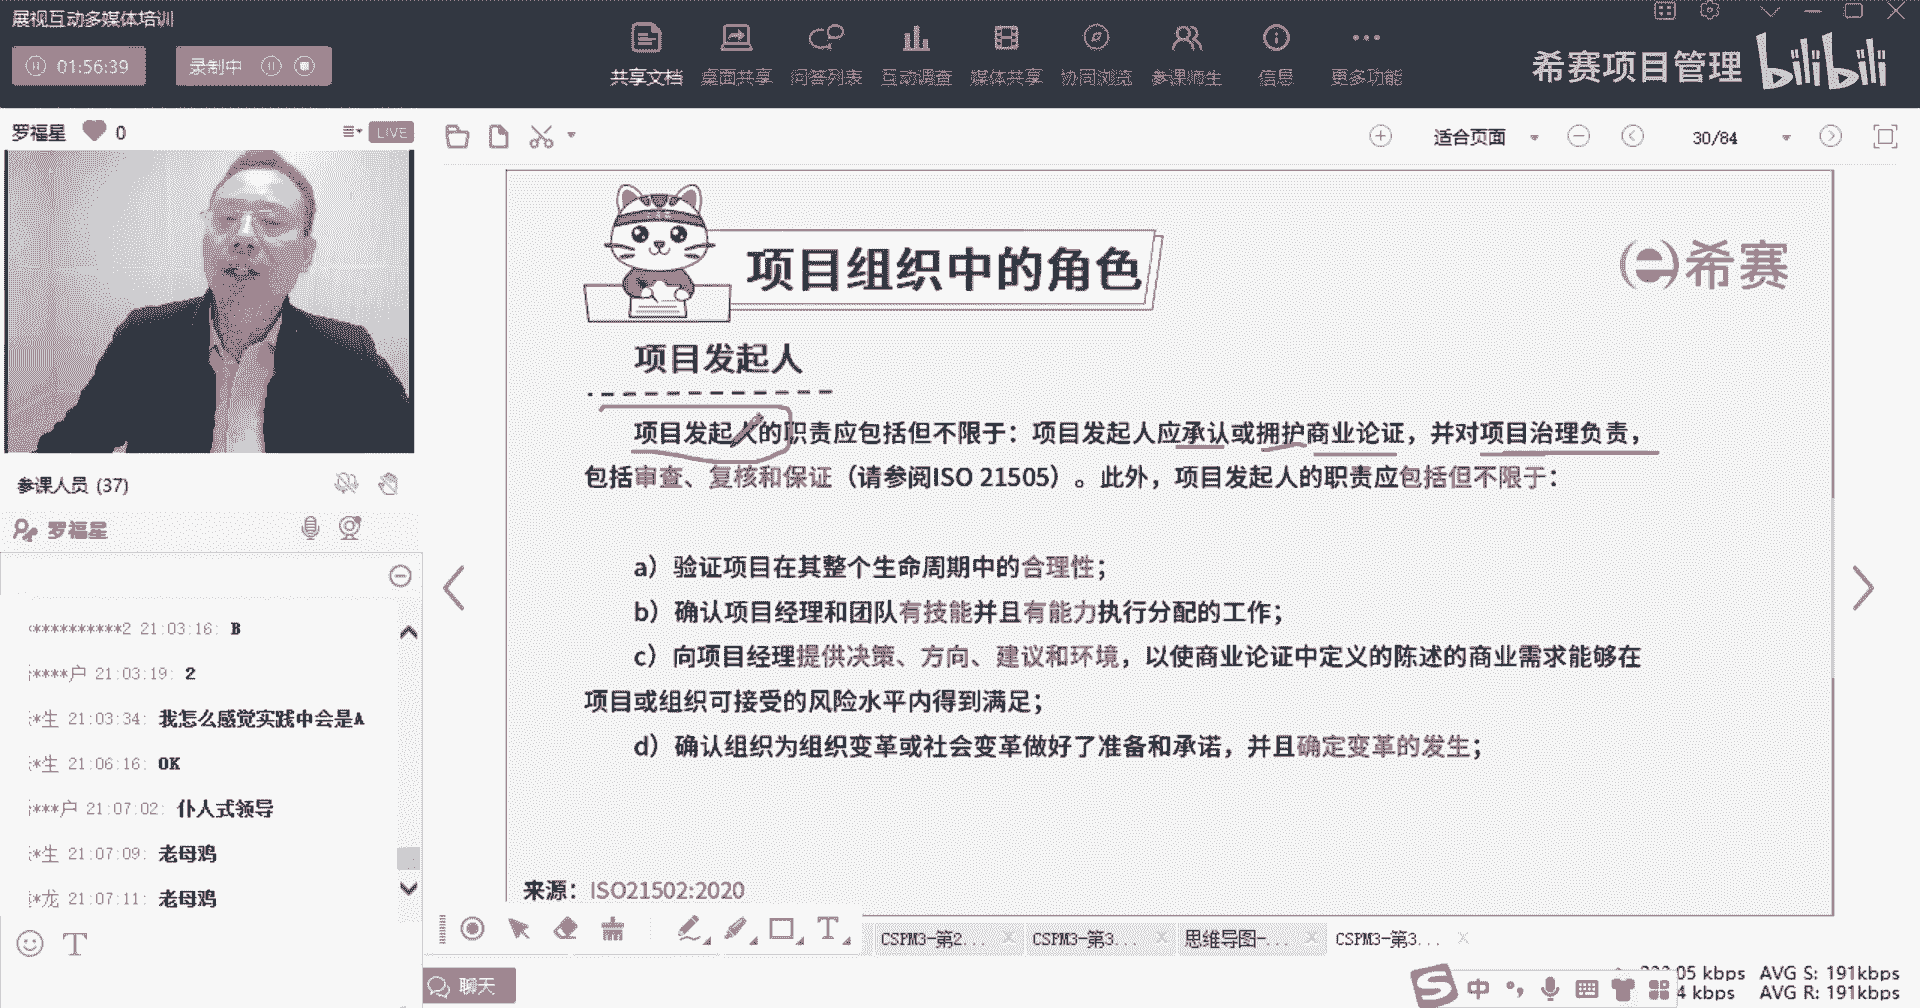 展视互动多媒体培训
01:56:39
录制中
共享文档
桌面共享
问答列表
互动调查
媒体共享
协同浏览
参课师生
信息
更多功能
希赛项目管理
bilibili
罗福星 0
LIVE
适合页面
30/84
参课人员 (37)
罗福星
**********2 21:03:16: B
****户 21:03:19: 2
*生 21:03:34: 我怎么感觉实践中会是A
*生 21:06:16: OK
***户 21:07:02: 仆人式领导
*生 21:07:09: 老母鸡
*龙 21:07:11: 老母鸡
项目组织中的角色
希赛
项目发起人
项目发起人的职责应包括但不限于：项目发起人应承认或拥护商业论证，并对项目治理负责，
包括审查、复核和保证（请参阅ISO 21505）。此外，项目发起人的职责应包括但不限于：
a）验证项目在其整个生命周期中的合理性；
b）确认项目经理和团队有技能并且有能力执行分配的工作；
c）向项目经理提供决策、方向、建议和环境，以使商业论证中定义的陈述的商业需求能够在
项目或组织可接受的风险水平内得到满足；
d）确认组织为组织变革或社会变革做好了准备和承诺，并且确定变革的发生；
来源：ISO21502:2020
CSPM3-第2...
CSPM3-第3...
思维导图-...
CSPM3-第3...
聊天
中
05 kbps AVG S: 191kbps
4 kbps AVG R: 191kbps